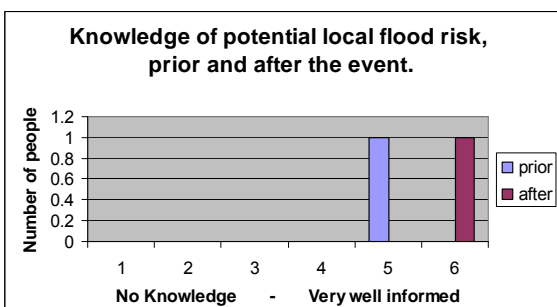 Knowledge of potential local flood risk,
prior and after the event.
Number of people
1.2
1
0.8
0.6
0.4
0.2
0
1 2 3 4 5 6
No Knowledge - Very well informed
prior
after